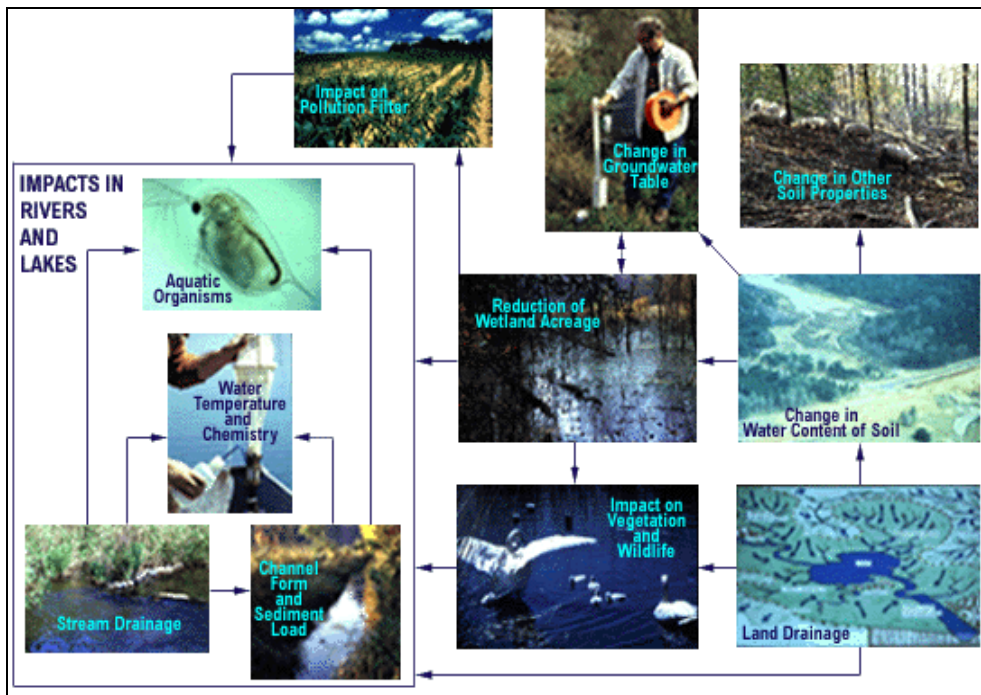 Impact on
Pollution Filter
Change in
Groundwater
Table
Change in Other
Soil Properties
IMPACTS IN
RIVERS
AND
LAKES
Aquatic
Organisms
Reduction of
Wetland Acreage
Water
Temperature
and
Chemistry
Change in
Water Content of Soil
Stream Drainage
Channel
Form
and
Sediment
Load
Impact on
Vegetation
and
Wildlife
Land Drainage